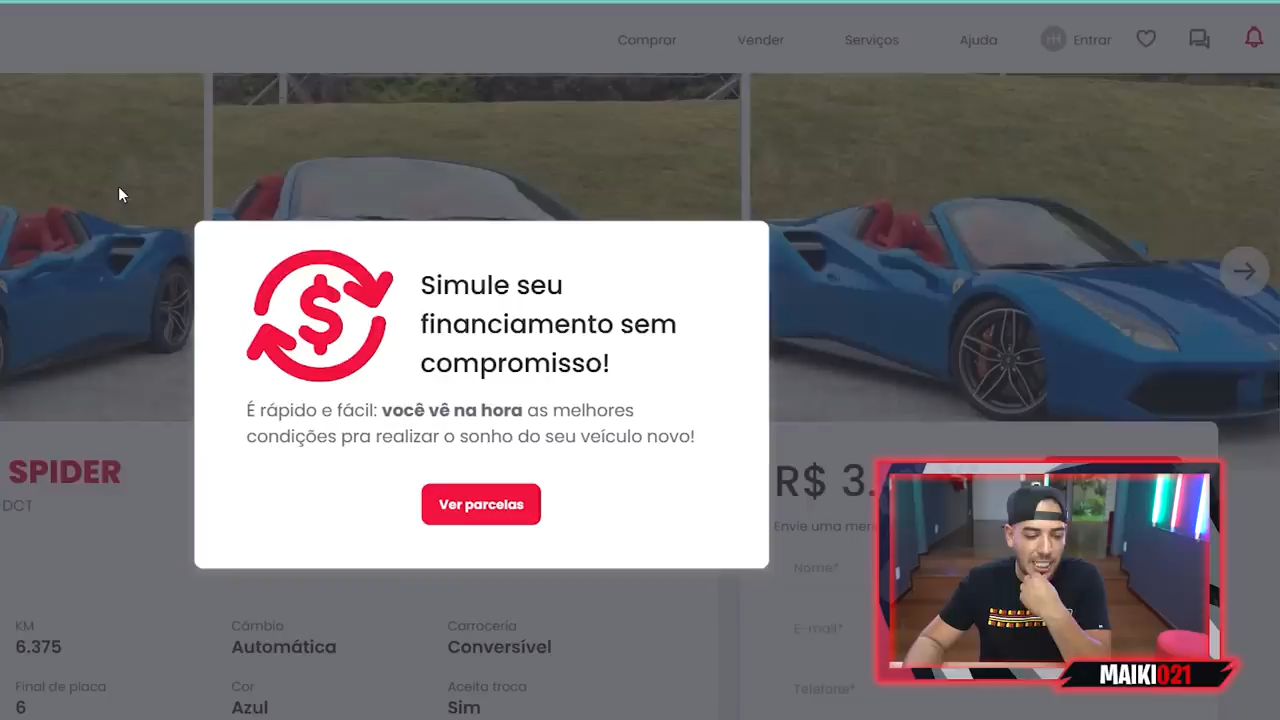 Comprar
Vender
Serviços
Ajuda
Entrar
Simule seu
financiamento sem
compromisso!
É rápido e fácil: você vê na hora as melhores
condições pra realizar o sonho do seu veículo novo!
Ver parcelas
SPIDER
DCT
R$ 3.
Envie uma men
Nome*
E-mail*
Telefone*
KM
6.375
Câmbio
Automática
Carroceria
Conversível
Final de placa
6
Cor
Azul
Aceita troca
Sim
MAIKI021